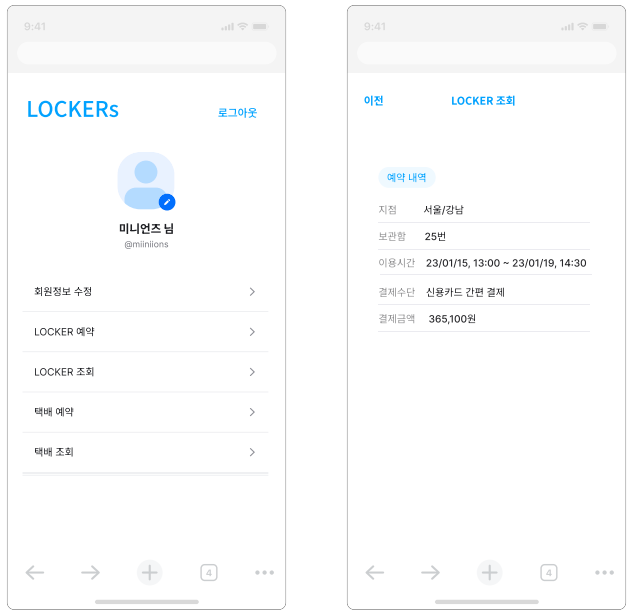 9:41
LOCKERs
로그아웃
미니언즈 님
@miiniions
회원정보 수정
LOCKER 예약
LOCKER 조회
택배 예약
택배 조회
4
9:41
이전 LOCKER 조회
예약 내역
지점 서울/강남
보관함 25번
이용시간 23/01/15, 13:00 ~ 23/01/19, 14:30
결제수단 신용카드 간편 결제
결제금액 365,100원
4